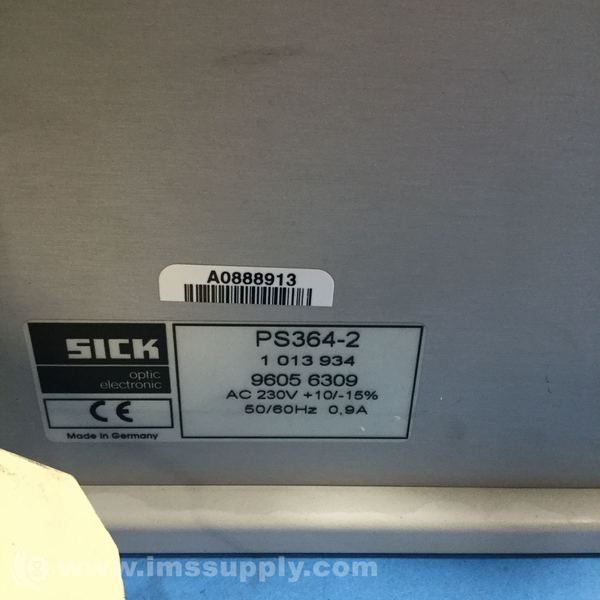 A0888913
SICK
optic
electronic
CE
Made in Germany
PS364-2
1 013 934
9605 6309
AC 230V +10/-15%
50/60Hz 0,9A
© www.imssupply.com